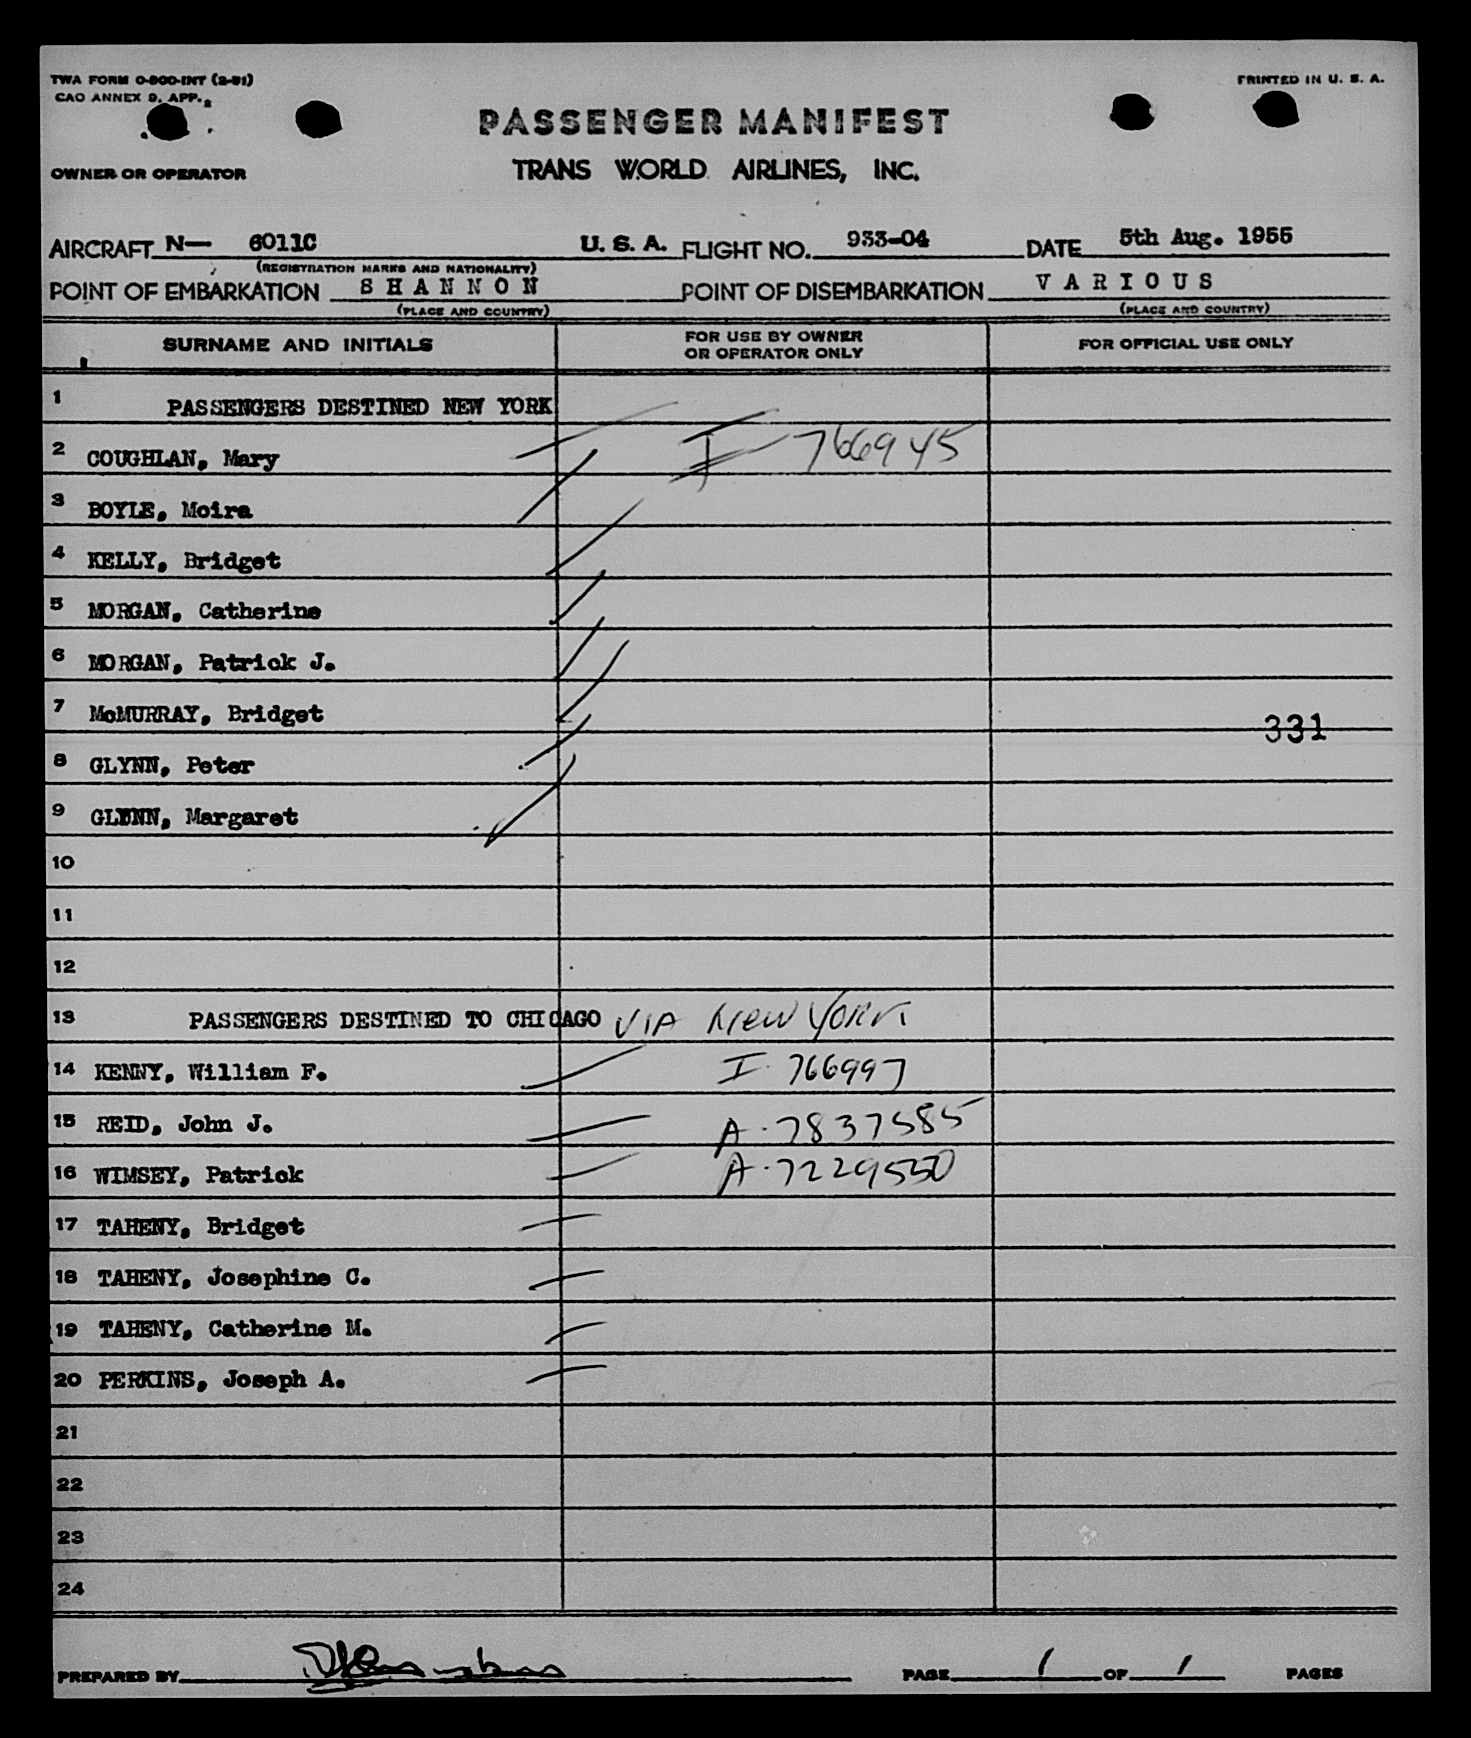 TWA FORM O-800-INT (2-51)
PRINTED IN U. S. A.
CAO ANNEX 9, APP. 2
PASSENGER MANIFEST
OWNER OR OPERATOR
TRANS WORLD AIRLINES, INC.
AIRCRAFT N— 6011C U. S. A. FLIGHT NO. 933-04 DATE 5th Aug. 1955
(REGISTRATION MARKS AND NATIONALITY)
POINT OF EMBARKATION S H A N N O N POINT OF DISEMBARKATION V A R I O U S
(PLACE AND COUNTRY) (PLACE AND COUNTRY)
SURNAME AND INITIALS FOR USE BY OWNER OR OPERATOR ONLY FOR OFFICIAL USE ONLY
1 PASSENGERS DESTINED NEW YORK
2 COUGHLAN, Mary I 766945
3 BOYLE, Moira
4 KELLY, Bridget
5 MORGAN, Catherine
6 MORGAN, Patrick J.
7 McMURRAY, Bridget
331
8 GLYNN, Peter
9 GLYNN, Margaret
10
11
12
13 PASSENGERS DESTINED TO CHICAGO VIA NEW YORK
14 KENNY, William F. I. 766997
15 REID, John J. A-7837585
16 WIMSEY, Patrick A-7229550
17 TAHENY, Bridget
18 TAHENY, Josephine C.
19 TAHENY, Catherine M.
20 PERKINS, Joseph A.
21
22
23
24
PREPARED BY PAGE 1 OF 1 PAGES